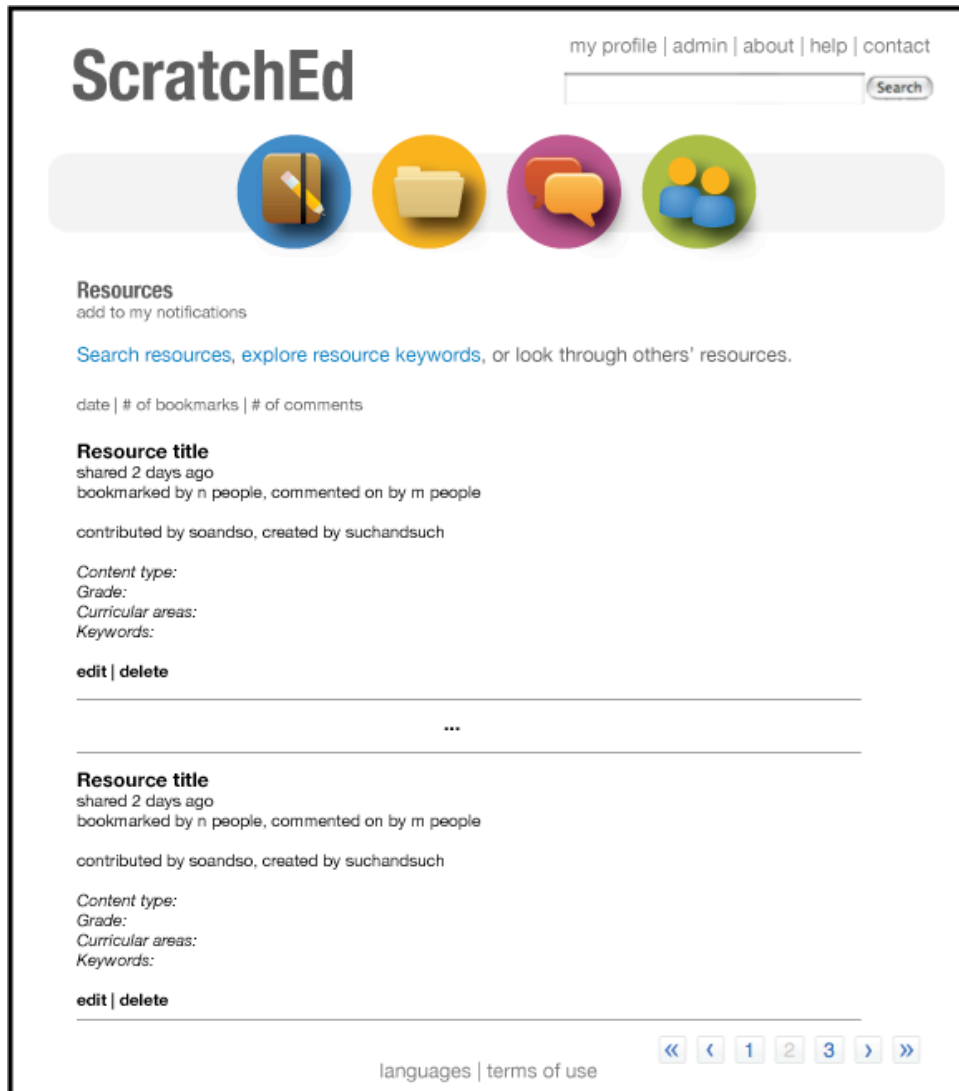 ScratchEd
my profile | admin | about | help | contact
Search
Resources
add to my notifications
Search resources, explore resource keywords, or look through others’ resources.
date | # of bookmarks | # of comments
Resource title
shared 2 days ago
bookmarked by n people, commented on by m people
contributed by soandso, created by suchandsuch
Content type:
Grade:
Curricular areas:
Keywords:
edit | delete
...
Resource title
shared 2 days ago
bookmarked by n people, commented on by m people
contributed by soandso, created by suchandsuch
Content type:
Grade:
Curricular areas:
Keywords:
edit | delete
« ‹ 1 2 3 › »
languages | terms of use